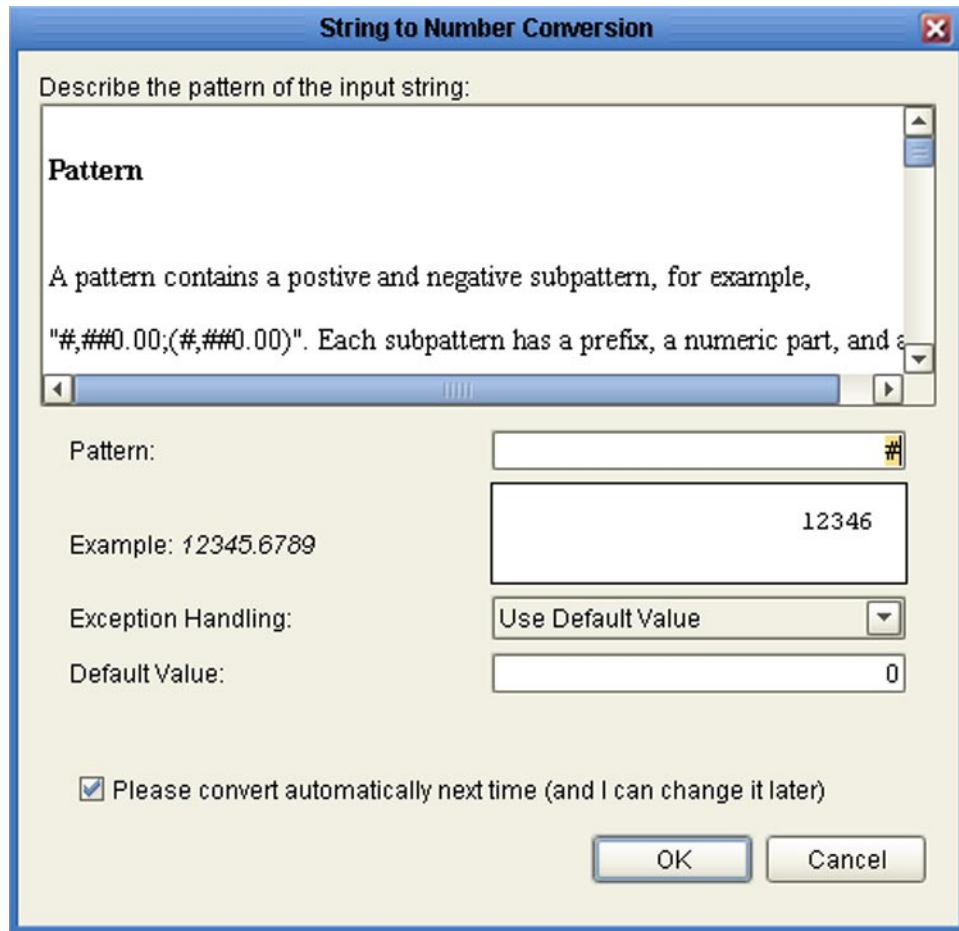 String to Number Conversion
Describe the pattern of the input string:
Pattern
A pattern contains a postive and negative subpattern, for example,
"#,##0.00;(#,##0.00)". Each subpattern has a prefix, a numeric part, and a
Pattern: #
Example: 12345.6789 12346
Exception Handling: Use Default Value
Default Value: 0
Please convert automatically next time (and I can change it later)
OK Cancel